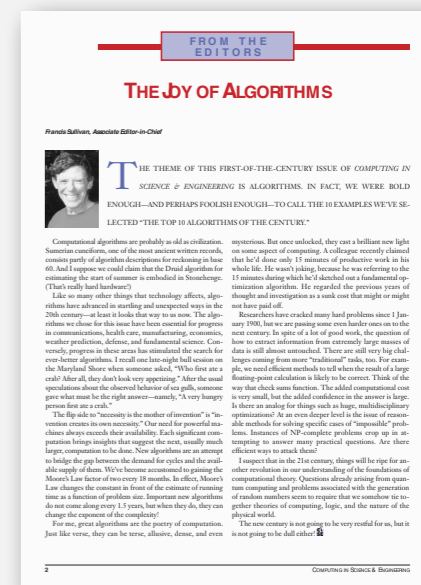 FROM THE
EDITORS
THE JOY OF ALGORITHMS
Francis Sullivan, Associate Editor-in-Chief
THE THEME OF THIS FIRST-OF-THE-CENTURY ISSUE OF COMPUTING IN
SCIENCE & ENGINEERING IS ALGORITHMS. IN FACT, WE WERE BOLD
ENOUGH—AND PERHAPS FOOLISH ENOUGH—TO CALL THE 10 EXAMPLES WE'VE SE-
LECTED "THE TOP 10 ALGORITHMS OF THE CENTURY."
Computational algorithms are probably as old as civilization.
Sumerian cuneiform, one of the most ancient written records,
consists partly of algorithm descriptions for reckoning in base
60. And I suppose we could claim that the Druid algorithm for
estimating the start of summer is embodied in Stonehenge.
(That's really hard hardware!)
Like so many other things that technology affects, algo-
rithms have advanced in startling and unexpected ways in the
20th century—at least it looks that way to us now. The algo-
rithms we chose for this issue have been essential for progress
in communications, health care, manufacturing, economics,
weather prediction, defense, and fundamental science. Con-
versely, progress in these areas has stimulated the search for
ever-better algorithms. I recall one late-night bull session on
the Maryland Shore when someone asked, "Who first ate a
crab? After all, they don't look very appetizing." After the usual
speculations about the observed behavior of sea gulls, someone
gave what must be the right answer—namely, "A very hungry
person first ate a crab."
The flip side to "necessity is the mother of invention" is "in-
vention creates its own necessity." Our need for powerful ma-
chines always exceeds their availability. Each significant com-
putation brings insights that suggest the next, usually much
larger, computation to be done. New algorithms are an attempt
to bridge the gap between the demand for cycles and the avail-
able supply of them. We've become accustomed to gaining the
Moore's Law factor of two every 18 months. In effect, Moore's
Law changes the constant in front of the estimate of running
time as a function of problem size. Important new algorithms
do not come along every 1.5 years, but when they do, they can
change the exponent of the complexity!
For me, great algorithms are the poetry of computation.
Just like verse, they can be terse, allusive, dense, and even
mysterious. But once unlocked, they cast a brilliant new light
on some aspect of computing. A colleague recently claimed
that he'd done only 15 minutes of productive work in his
whole life. He wasn't joking, because he was referring to the
15 minutes during which he'd sketched out a fundamental op-
timization algorithm. He regarded the previous years of
thought and investigation as a sunk cost that might or might
not have paid off.
Researchers have cracked many hard problems since 1 Jan-
uary 1900, but we are passing some even harder ones on to the
next century. In spite of a lot of good work, the question of
how to extract information from extremely large masses of
data is still almost untouched. There are still very big chal-
lenges coming from more "traditional" tasks, too. For exam-
ple, we need efficient methods to tell when the result of a large
floating-point calculation is likely to be correct. Think of the
way that check sums function. The added computational cost
is very small, but the added confidence in the answer is large.
Is there an analog for things such as huge, multidisciplinary
optimizations? At an even deeper level is the issue of reason-
able methods for solving specific cases of "impossible" prob-
lems. Instances of NP-complete problems crop up in at-
tempting to answer many practical questions. Are there
efficient ways to attack them?
I suspect that in the 21st century, things will be ripe for an-
other revolution in our understanding of the foundations of
computational theory. Questions already arising from quan-
tum computing and problems associated with the generation
of random numbers seem to require that we somehow tie to-
gether theories of computing, logic, and the nature of the
physical world.
The new century is not going to be very restful for us, but it
is not going to be dull either!
2
COMPUTING IN SCIENCE & ENGINEERING